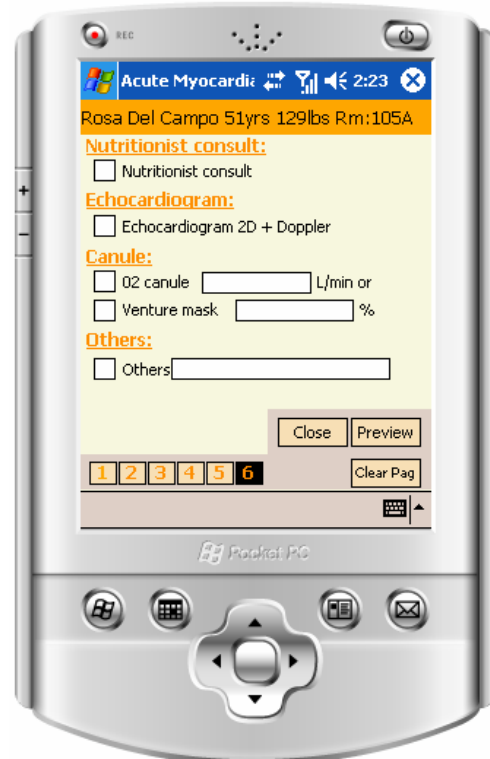 REC
Acute Myocardia 2:23
Rosa Del Campo 51yrs 129lbs Rm:105A
Nutritionist consult:
Nutritionist consult
Echocardiogram:
Echocardiogram 2D + Doppler
Canule:
02 canule L/min or
Venture mask %
Others:
Others
Close Preview
1 2 3 4 5 6 Clear Pag
Pocket PC
+
-